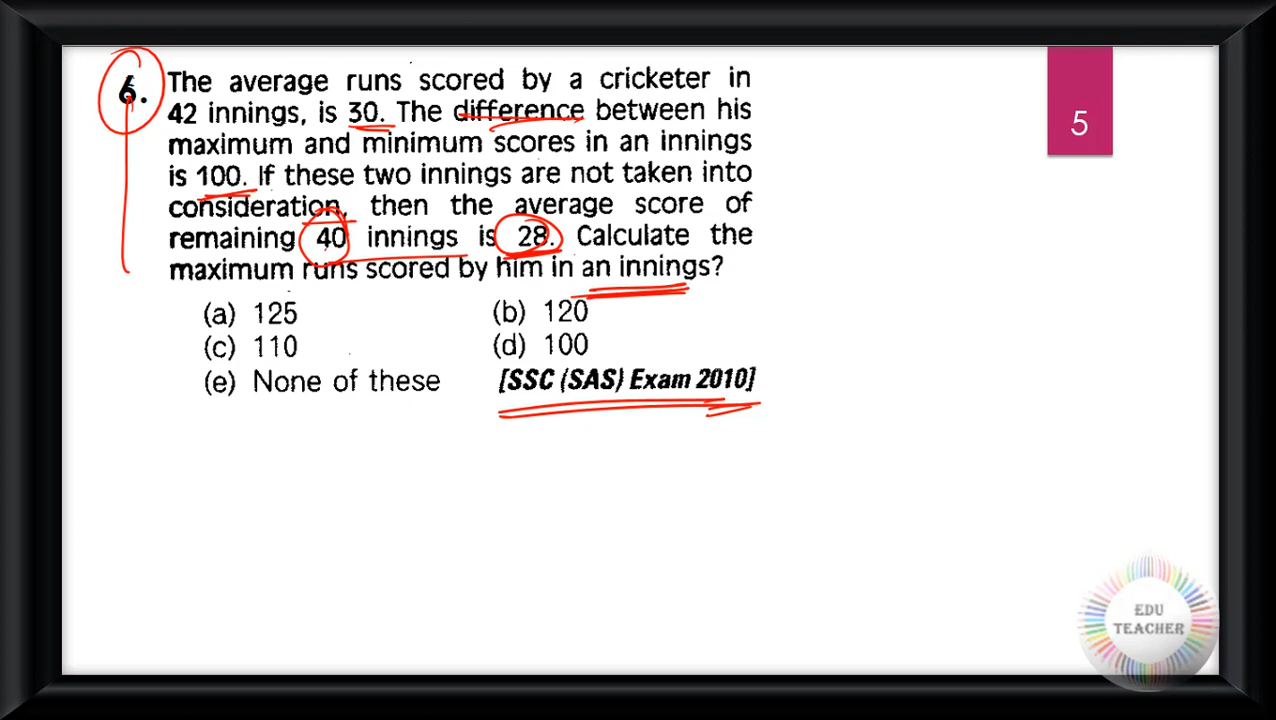 5
6. The average runs scored by a cricketer in
42 innings, is 30. The difference between his
maximum and minimum scores in an innings
is 100. If these two innings are not taken into
consideration, then the average score of
remaining 40 innings is 28. Calculate the
maximum runs scored by him in an innings?
(a) 125 (b) 120
(c) 110 (d) 100
(e) None of these [SSC (SAS) Exam 2010]
EDU
TEACHER